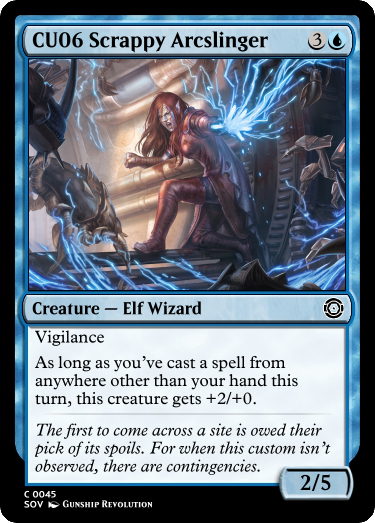 CU06 Scrappy Arcslinger 3
Creature — Elf Wizard
Vigilance
As long as you've cast a spell from
anywhere other than your hand this
turn, this creature gets +2/+0.
The first to come across a site is owed their
pick of its spoils. For when this custom isn't
observed, there are contingencies.
2/5
C 0045
SOV Gunship Revolution